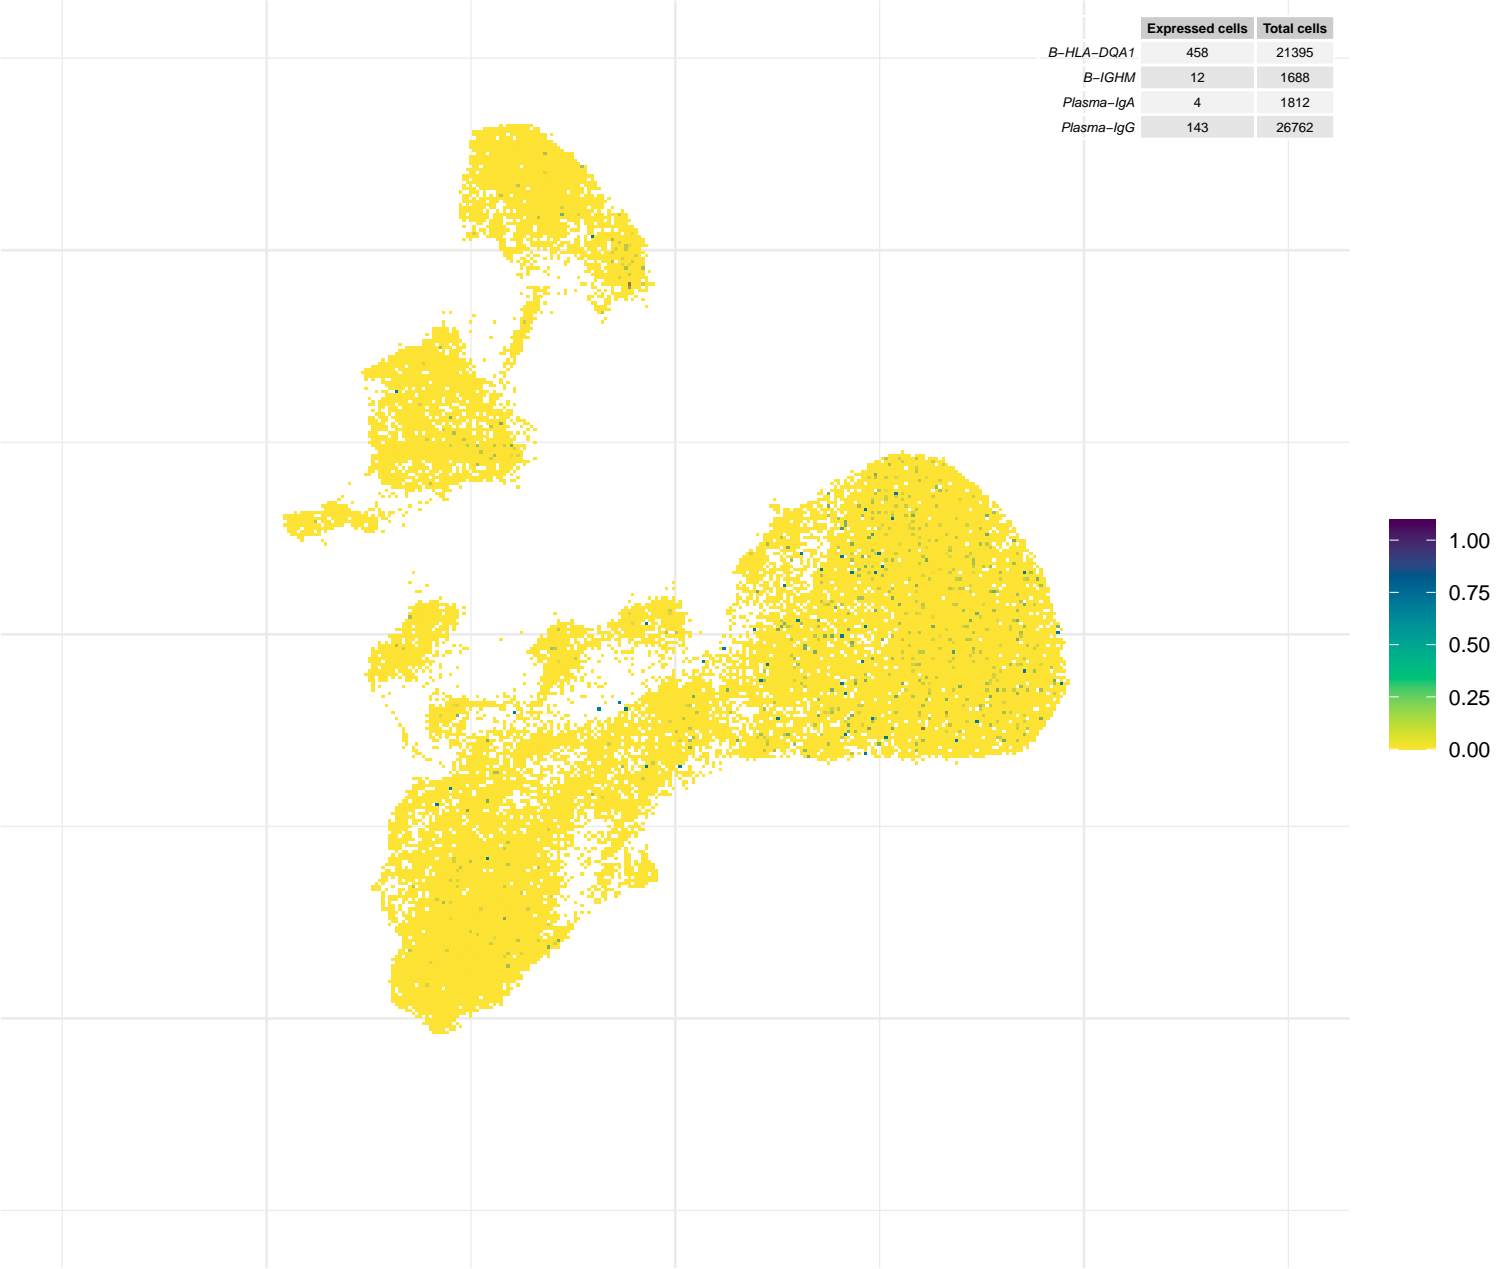 Expressed cells Total cells
B−HLA−DQA1 458 21395
B−IGHM 12 1688
Plasma−IgA 4 1812
Plasma−IgG 143 26762
1.00
0.75
0.50
0.25
0.00